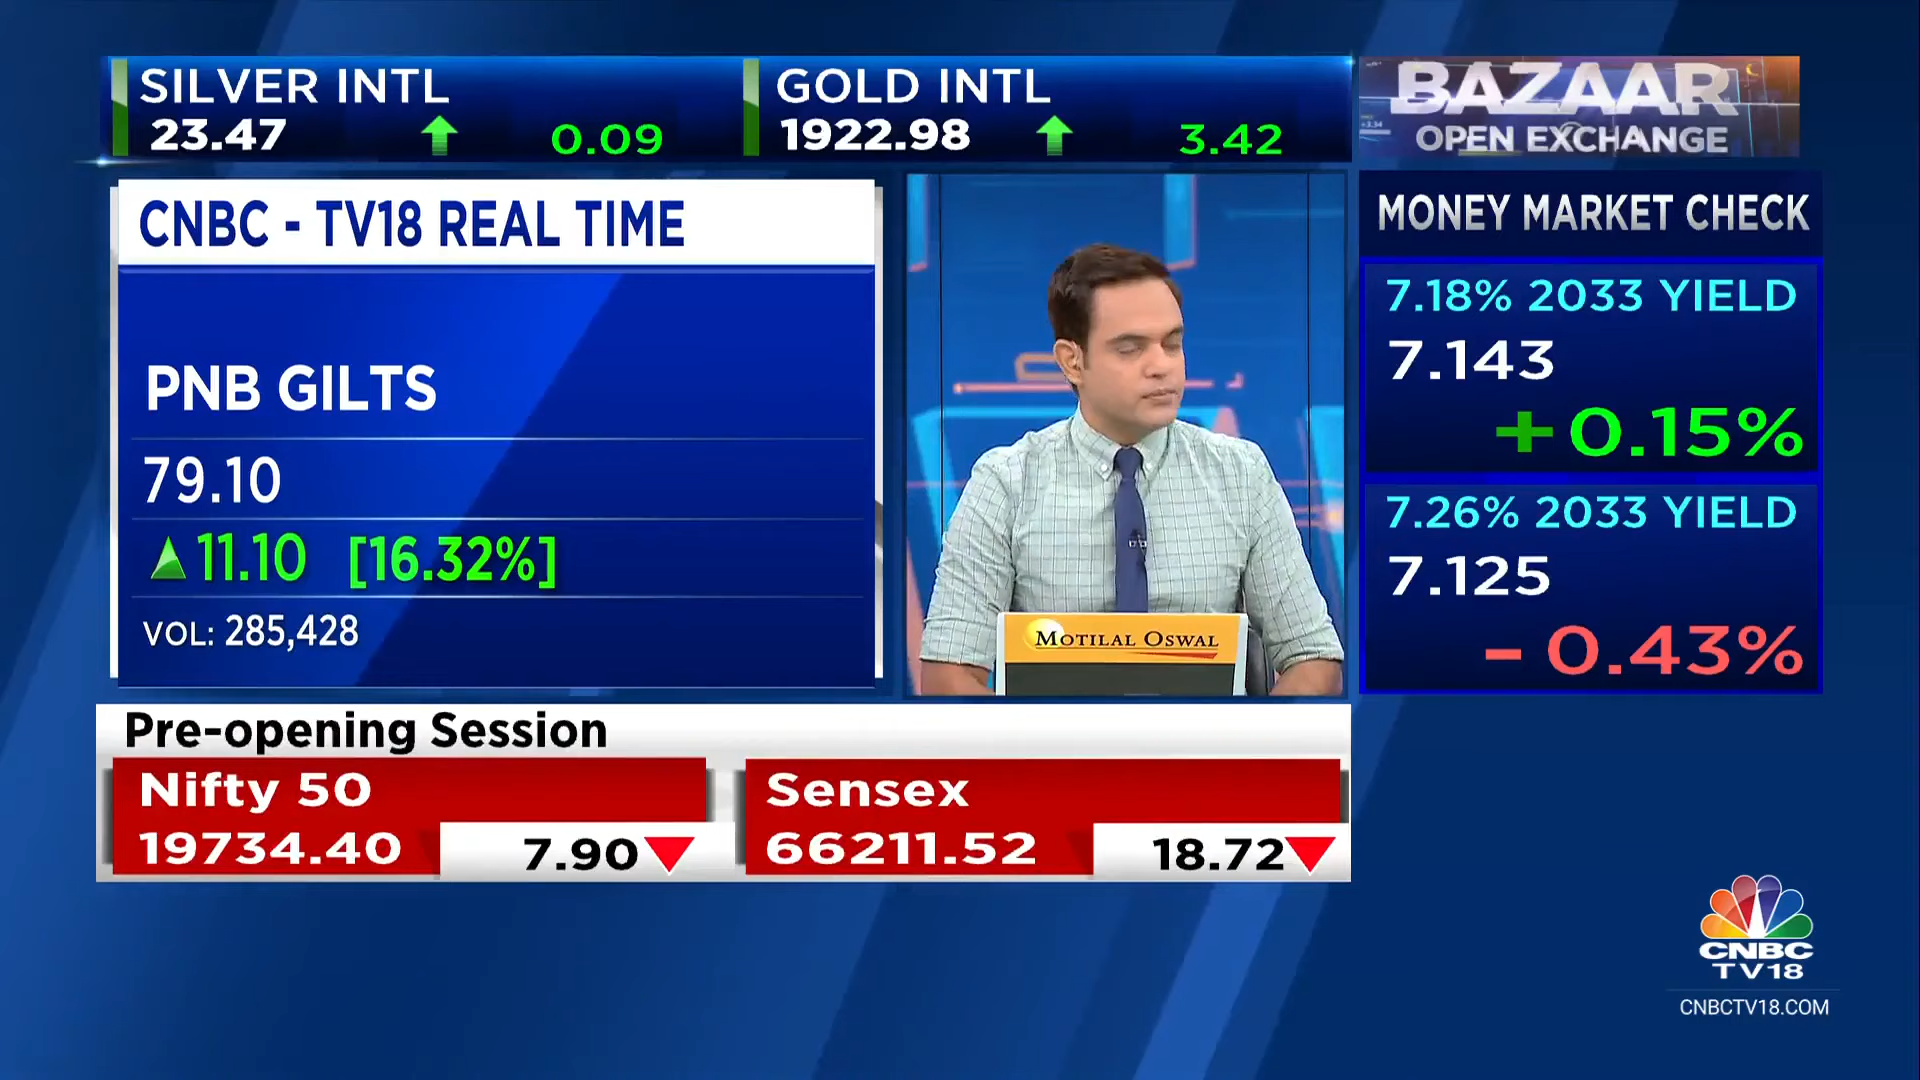 SILVER INTL
23.47 0.09
GOLD INTL
1922.98 3.42
BAZAAR
OPEN EXCHANGE
CNBC - TV18 REAL TIME
PNB GILTS
79.10
▲11.10 [16.32%]
VOL: 285,428
MOTILAL OSWAL
MONEY MARKET CHECK
7.18% 2033 YIELD
7.143
+0.15%
7.26% 2033 YIELD
7.125
- 0.43%
Pre-opening Session
Nifty 50
19734.40 7.90
Sensex
66211.52 18.72
CNBC
TV18
CNBCTV18.COM